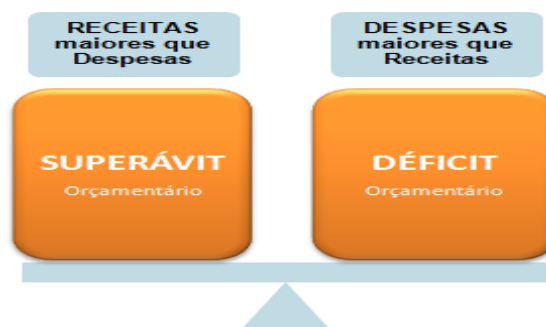 RECEITAS
maiores que
Despesas
DESPESAS
maiores que
Receitas
SUPERÁVIT
Orçamentário
DÉFICIT
Orçamentário